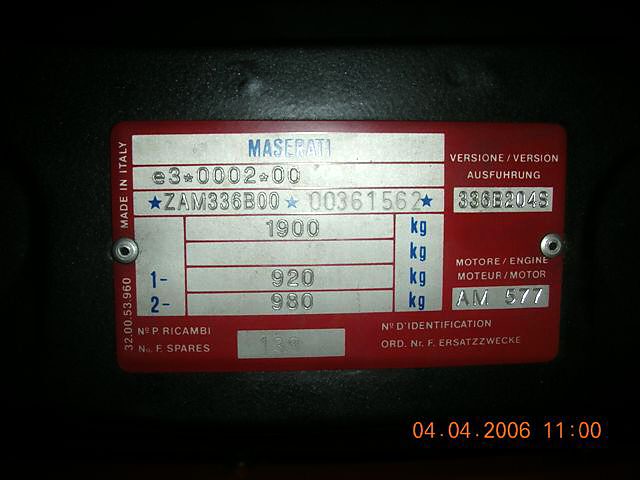 MASERATI
e3*0002*00
★ZAM336B00★00361562★
1900 kg
kg
1- 920 kg
2- 980 kg
MADE IN ITALY
32.00.53.960
VERSIONE/VERSION
AUSFUHRUNG
336B204S
MOTORE/ENGINE
MOTEUR/MOTOR
AM 577
Nº P RICAMBI
No. F. SPARES
Nº D'IDENTIFICATION
ORD. Nr. F. ERSATZZWECKE
04.04.2006 11:00